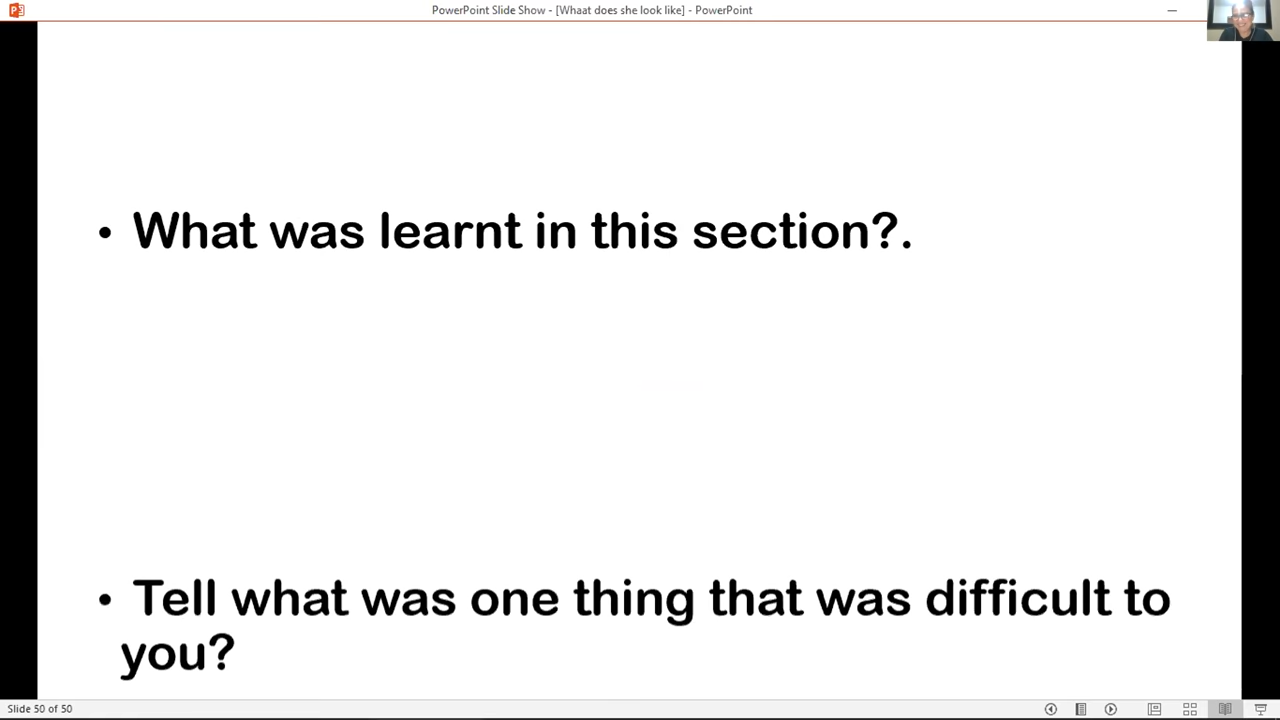 PowerPoint Slide Show - [Whaat does she look like] - PowerPoint
• What was learnt in this section?.
• Tell what was one thing that was difficult to
you?
Slide 50 of 50